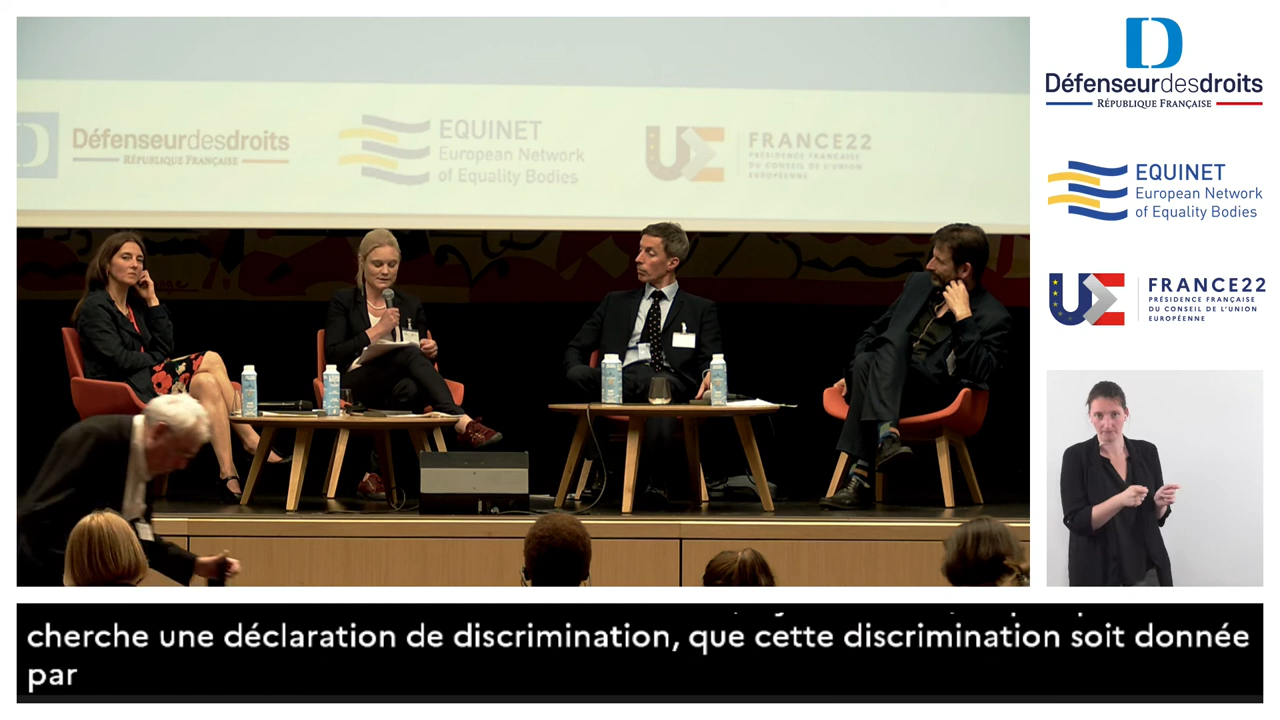 Défenseurdesdroits
RÉPUBLIQUE FRANÇAISE
EQUINET
European Network
of Equality Bodies
FRANCE22
PRÉSIDENCE FRANÇAISE
DU CONSEIL DE L'UNION
EUROPÉENNE
D
Défenseurdesdroits
RÉPUBLIQUE FRANÇAISE
EQUINET
European Network
of Equality Bodies
UE
FRANCE22
PRÉSIDENCE FRANÇAISE
DU CONSEIL DE L'UNION
EUROPÉENNE
cherche une déclaration de discrimination, que cette discrimination soit donnée
par